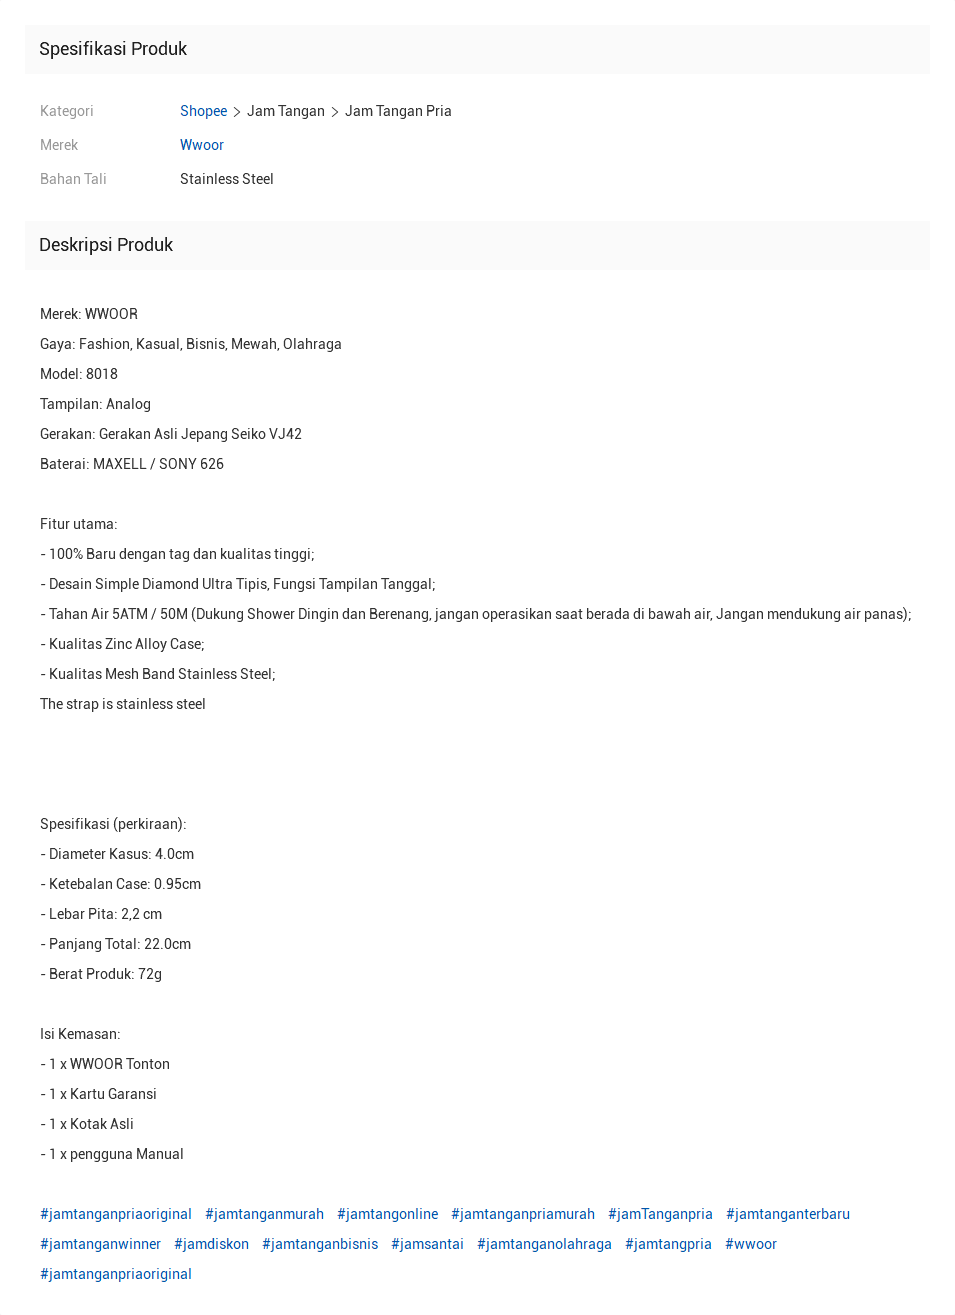 Spesifikasi Produk
Kategori Shopee > Jam Tangan > Jam Tangan Pria
Merek Wwoor
Bahan Tali Stainless Steel
Deskripsi Produk
Merek: WWOOR
Gaya: Fashion, Kasual, Bisnis, Mewah, Olahraga
Model: 8018
Tampilan: Analog
Gerakan: Gerakan Asli Jepang Seiko VJ42
Baterai: MAXELL / SONY 626
Fitur utama:
- 100% Baru dengan tag dan kualitas tinggi;
- Desain Simple Diamond Ultra Tipis, Fungsi Tampilan Tanggal;
- Tahan Air 5ATM / 50M (Dukung Shower Dingin dan Berenang, jangan operasikan saat berada di bawah air, Jangan mendukung air panas);
- Kualitas Zinc Alloy Case;
- Kualitas Mesh Band Stainless Steel;
The strap is stainless steel
Spesifikasi (perkiraan):
- Diameter Kasus: 4.0cm
- Ketebalan Case: 0.95cm
- Lebar Pita: 2,2 cm
- Panjang Total: 22.0cm
- Berat Produk: 72g
Isi Kemasan:
- 1 x WWOOR Tonton
- 1 x Kartu Garansi
- 1 x Kotak Asli
- 1 x pengguna Manual
#jamtanganpriaoriginal #jamtanganmurah #jamtangonline #jamtanganpriamurah #jamTanganpria #jamtanganterbaru
#jamtanganwinner #jamdiskon #jamtanganbisnis #jamsantai #jamtanganolahraga #jamtangpria #wwoor
#jamtanganpriaoriginal